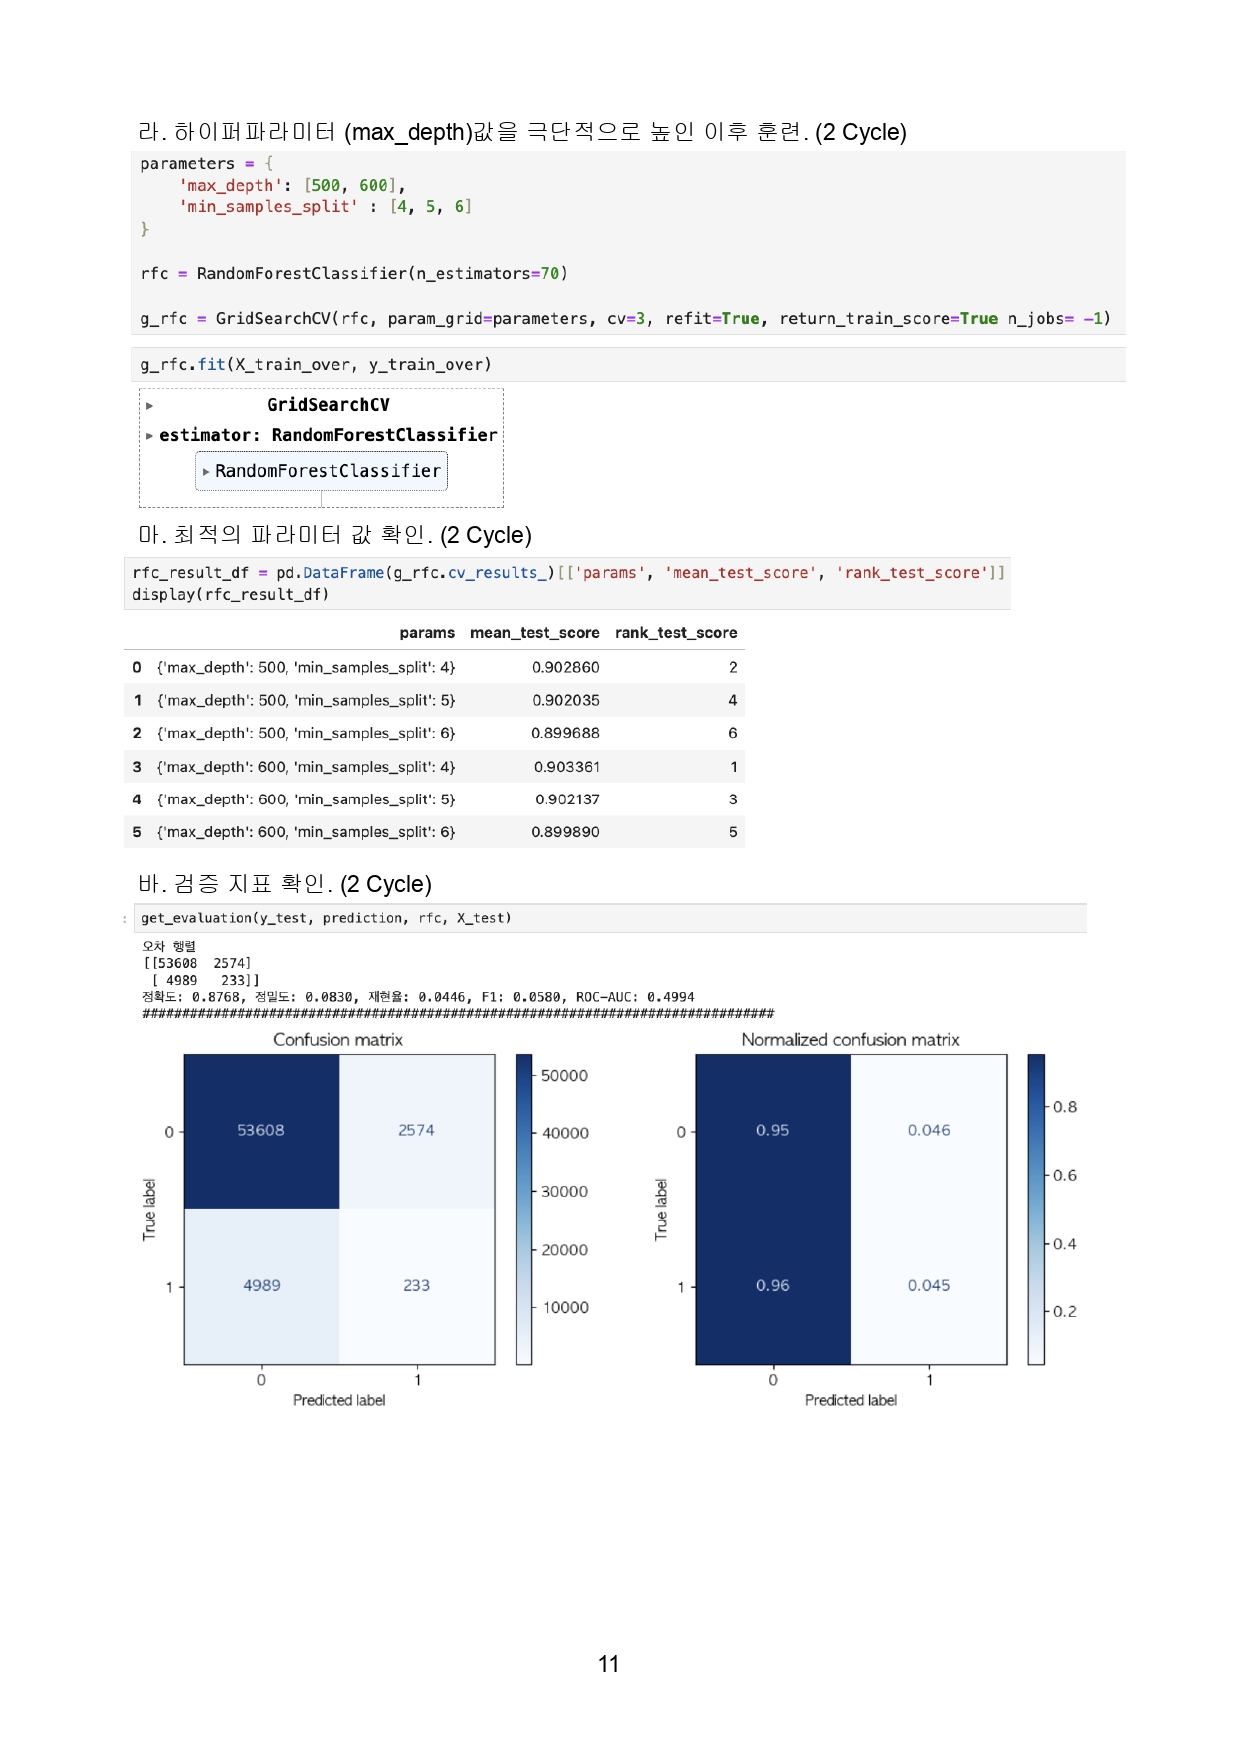 라. 하이퍼파라미터 (max_depth)값을 극단적으로 높인 이후 훈련. (2 Cycle)
parameters = {
    'max_depth': [500, 600],
    'min_samples_split' : [4, 5, 6]
}
rfc = RandomForestClassifier(n_estimators=70)
g_rfc = GridSearchCV(rfc, param_grid=parameters, cv=3, refit=True, return_train_score=True n_jobs= -1)
g_rfc.fit(X_train_over, y_train_over)
GridSearchCV
estimator: RandomForestClassifier
RandomForestClassifier
마. 최적의 파라미터 값 확인. (2 Cycle)
rfc_result_df = pd.DataFrame(g_rfc.cv_results_)[['params', 'mean_test_score', 'rank_test_score']]
display(rfc_result_df)
params mean_test_score rank_test_score
0 {'max_depth': 500, 'min_samples_split': 4} 0.902860 2
1 {'max_depth': 500, 'min_samples_split': 5} 0.902035 4
2 {'max_depth': 500, 'min_samples_split': 6} 0.899688 6
3 {'max_depth': 600, 'min_samples_split': 4} 0.903361 1
4 {'max_depth': 600, 'min_samples_split': 5} 0.902137 3
5 {'max_depth': 600, 'min_samples_split': 6} 0.899890 5
바. 검증 지표 확인. (2 Cycle)
: get_evaluation(y_test, prediction, rfc, X_test)
오차 행렬
[[53608 2574]
[ 4989 233]]
정확도: 0.8768, 정밀도: 0.0830, 재현율: 0.0446, F1: 0.0580, ROC-AUC: 0.4994
################################################################################
Confusion matrix
53608 2574
4989 233
0
1
True label
0 1
Predicted label
50000
40000
30000
20000
10000
Normalized confusion matrix
0.95 0.046
0.96 0.045
0
1
True label
0 1
Predicted label
0.8
0.6
0.4
0.2
11